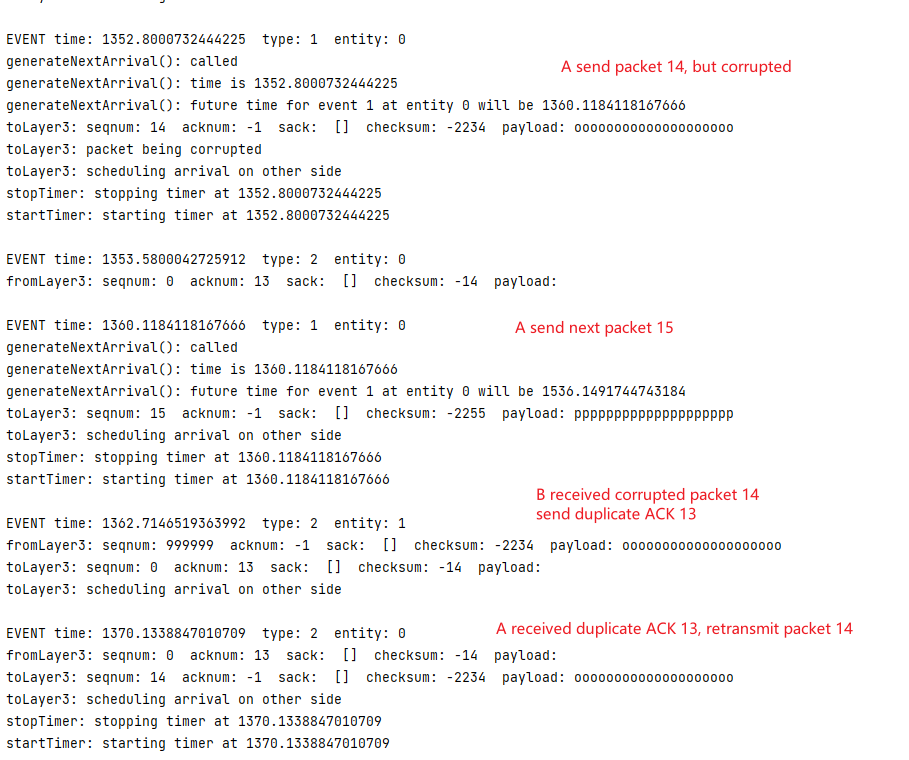 EVENT time: 1352.8000732444225  type: 1  entity: 0
generateNextArrival(): called
A send packet 14, but corrupted
generateNextArrival(): time is 1352.8000732444225
generateNextArrival(): future time for event 1 at entity 0 will be 1360.1184118167666
toLayer3: seqnum: 14  acknum: -1  sack:  []  checksum: -2234  payload: oooooooooooooooooooo
toLayer3: packet being corrupted
toLayer3: scheduling arrival on other side
stopTimer: stopping timer at 1352.8000732444225
startTimer: starting timer at 1352.8000732444225
EVENT time: 1353.5800042725912  type: 2  entity: 0
fromLayer3: seqnum: 0  acknum: 13  sack:  []  checksum: -14  payload:
EVENT time: 1360.1184118167666  type: 1  entity: 0
A send next packet 15
generateNextArrival(): called
generateNextArrival(): time is 1360.1184118167666
generateNextArrival(): future time for event 1 at entity 0 will be 1536.1491744743184
toLayer3: seqnum: 15  acknum: -1  sack:  []  checksum: -2255  payload: pppppppppppppppppppp
toLayer3: scheduling arrival on other side
stopTimer: stopping timer at 1360.1184118167666
startTimer: starting timer at 1360.1184118167666
B received corrupted packet 14
send duplicate ACK 13
EVENT time: 1362.7146519363992  type: 2  entity: 1
fromLayer3: seqnum: 999999  acknum: -1  sack:  []  checksum: -2234  payload: oooooooooooooooooooo
toLayer3: seqnum: 0  acknum: 13  sack:  []  checksum: -14  payload:
toLayer3: scheduling arrival on other side
EVENT time: 1370.1338847010709  type: 2  entity: 0
A received duplicate ACK 13, retransmit packet 14
fromLayer3: seqnum: 0  acknum: 13  sack:  []  checksum: -14  payload:
toLayer3: seqnum: 14  acknum: -1  sack:  []  checksum: -2234  payload: oooooooooooooooooooo
toLayer3: scheduling arrival on other side
stopTimer: stopping timer at 1370.1338847010709
startTimer: starting timer at 1370.1338847010709